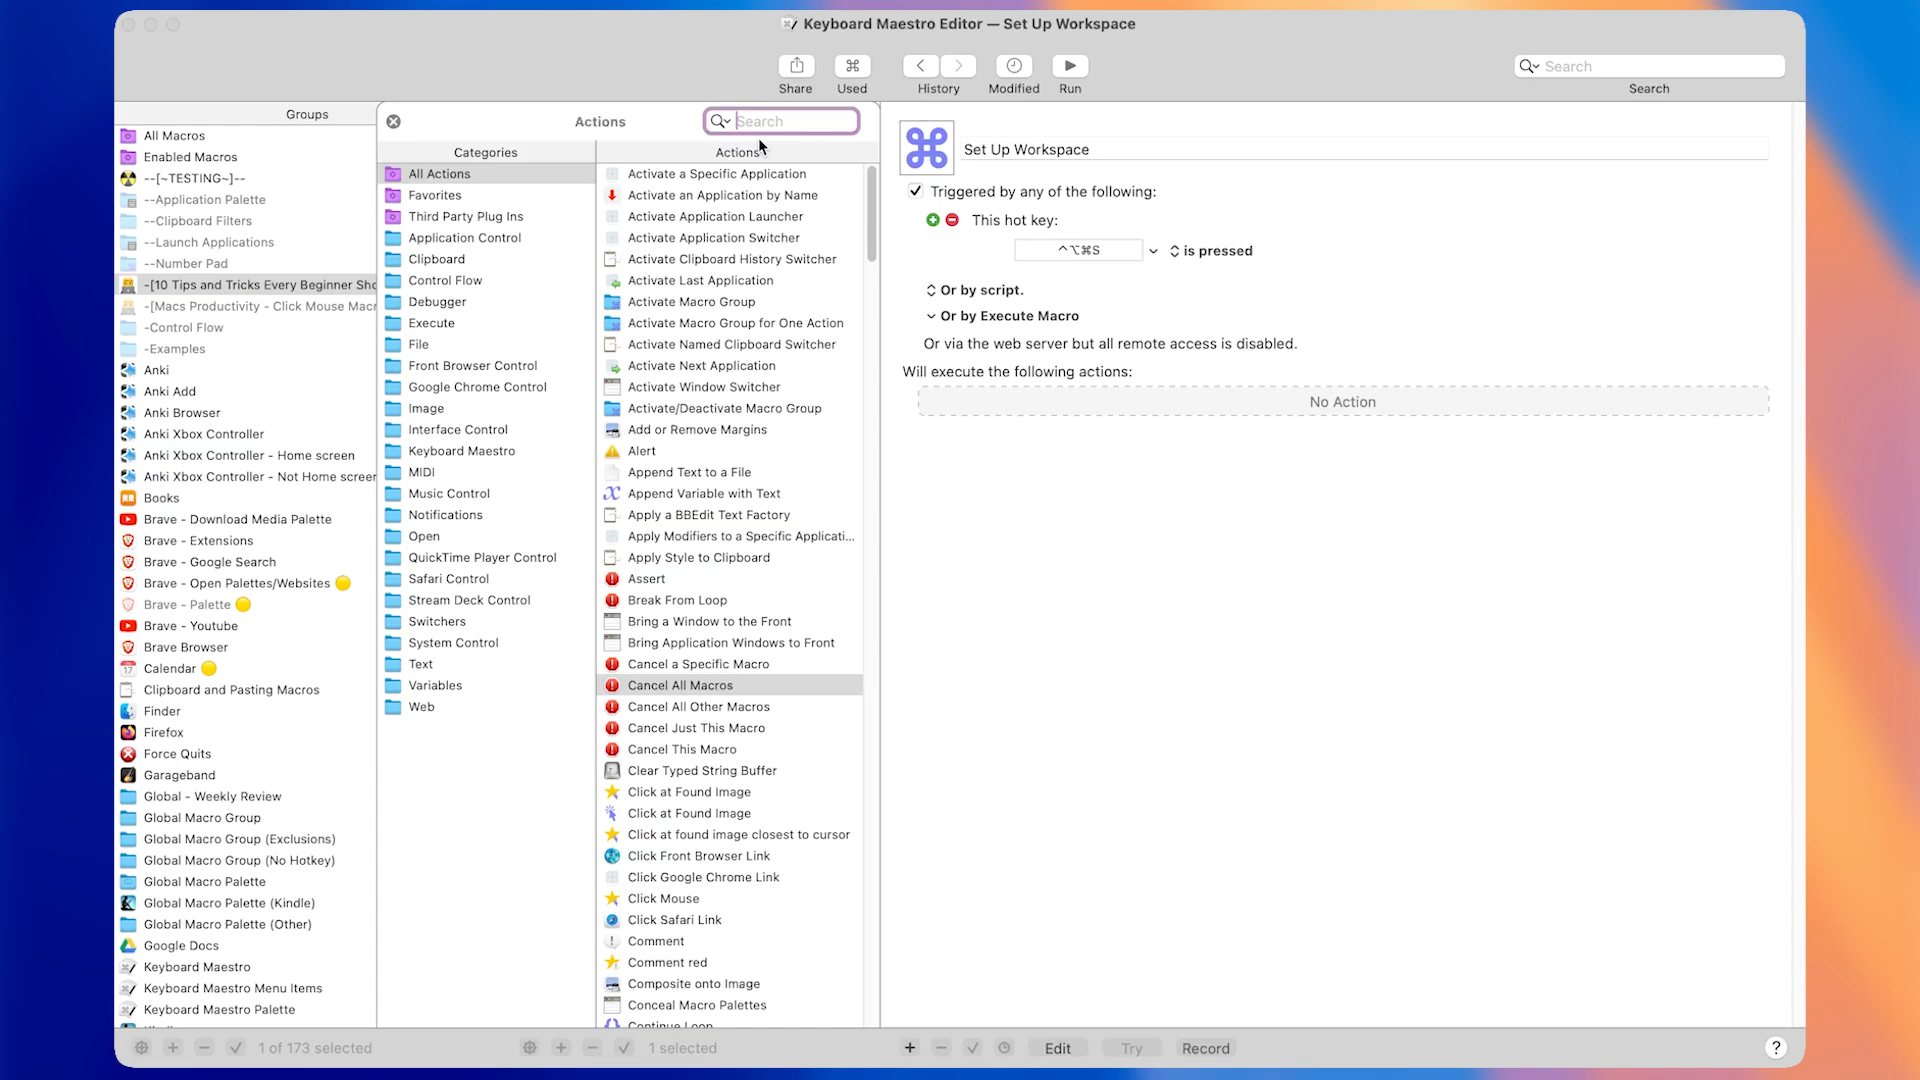 Keyboard Maestro Editor — Set Up Workspace
Share
Used
History
Modified
Run
Search
Search
Groups
All Macros
Enabled Macros
--[~TESTING~]--
--Application Palette
--Clipboard Filters
--Launch Applications
--Number Pad
-[10 Tips and Tricks Every Beginner Sho
-[Macs Productivity - Click Mouse Macr
-Control Flow
-Examples
Anki
Anki Add
Anki Browser
Anki Xbox Controller
Anki Xbox Controller - Home screen
Anki Xbox Controller - Not Home screen
Books
Brave - Download Media Palette
Brave - Extensions
Brave - Google Search
Brave - Open Palettes/Websites
Brave - Palette
Brave - Youtube
Brave Browser
Calendar
Clipboard and Pasting Macros
Finder
Firefox
Force Quits
Garageband
Global - Weekly Review
Global Macro Group
Global Macro Group (Exclusions)
Global Macro Group (No Hotkey)
Global Macro Palette
Global Macro Palette (Kindle)
Global Macro Palette (Other)
Google Docs
Keyboard Maestro
Keyboard Maestro Menu Items
Keyboard Maestro Palette
1 of 173 selected
Actions
Search
Categories
All Actions
Favorites
Third Party Plug Ins
Application Control
Clipboard
Control Flow
Debugger
Execute
File
Front Browser Control
Google Chrome Control
Image
Interface Control
Keyboard Maestro
MIDI
Music Control
Notifications
Open
QuickTime Player Control
Safari Control
Stream Deck Control
Switchers
System Control
Text
Variables
Web
Actions
Activate a Specific Application
Activate an Application by Name
Activate Application Launcher
Activate Application Switcher
Activate Clipboard History Switcher
Activate Last Application
Activate Macro Group
Activate Macro Group for One Action
Activate Named Clipboard Switcher
Activate Next Application
Activate Window Switcher
Activate/Deactivate Macro Group
Add or Remove Margins
Alert
Append Text to a File
Append Variable with Text
Apply a BBEdit Text Factory
Apply Modifiers to a Specific Applicati...
Apply Style to Clipboard
Assert
Break From Loop
Bring a Window to the Front
Bring Application Windows to Front
Cancel a Specific Macro
Cancel All Macros
Cancel All Other Macros
Cancel Just This Macro
Cancel This Macro
Clear Typed String Buffer
Click at Found Image
Click at Found Image
Click at found image closest to cursor
Click Front Browser Link
Click Google Chrome Link
Click Mouse
Click Safari Link
Comment
Comment red
Composite onto Image
Conceal Macro Palettes
Continue Loop
1 selected
Set Up Workspace
Triggered by any of the following:
This hot key:
^⌥⌘S
is pressed
Or by script.
Or by Execute Macro
Or via the web server but all remote access is disabled.
Will execute the following actions:
No Action
Edit
Try
Record
?